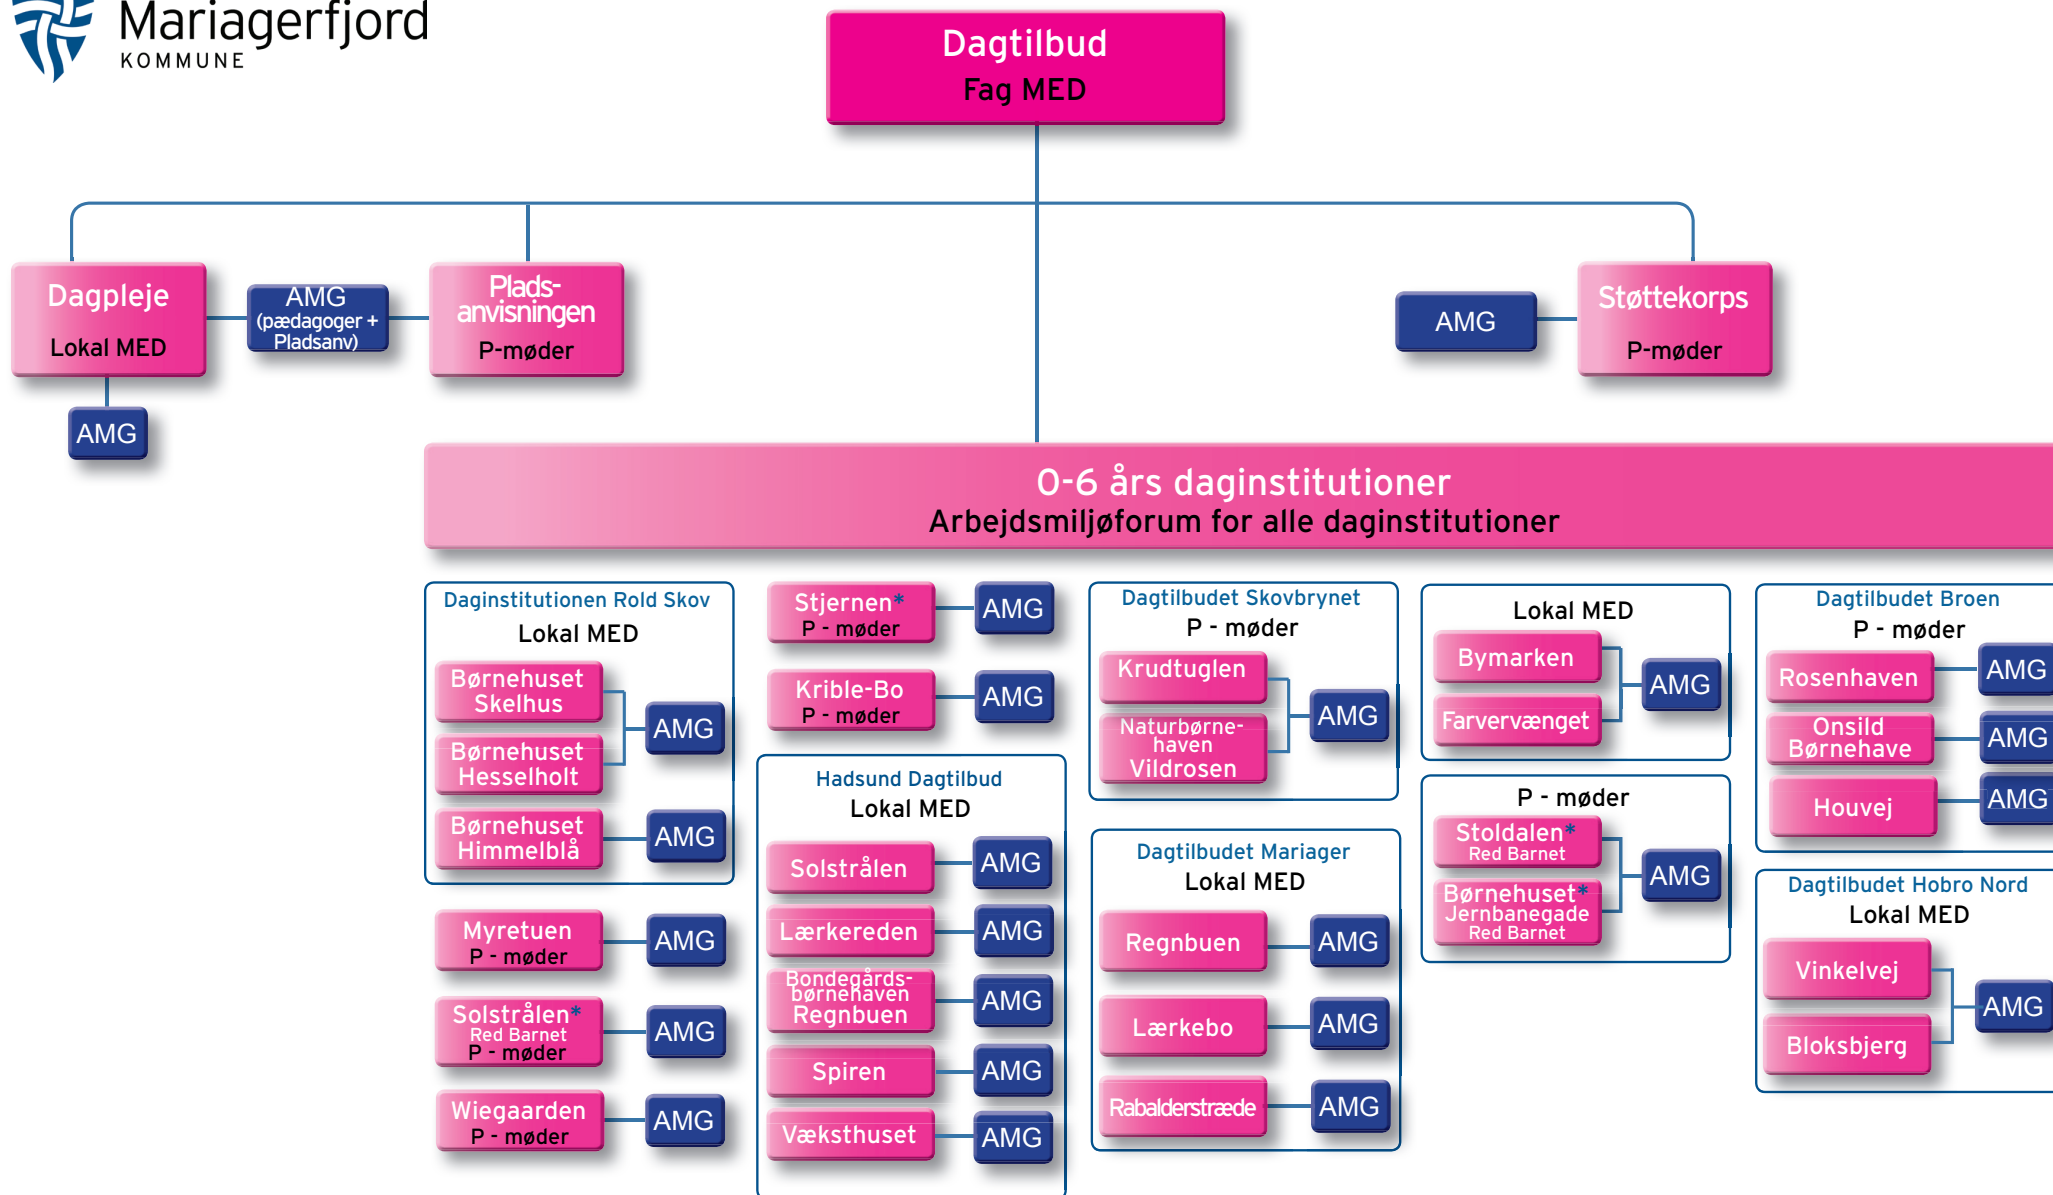 Mariagerfjord
KOMMUNE
Dagtilbud
Fag MED
Dagpleje
Lokal MED
AMG
(pædagoger +
Pladsanv)
Plads-
anvisningen
P-møder
AMG
Støttekorps
P-møder
AMG
0-6 års daginstitutioner
Arbejdsmiljøforum for alle daginstitutioner
Daginstitutionen Rold Skov
Lokal MED
Børnehuset
Skelhus
Børnehuset
Hesselholt
AMG
Børnehuset
Himmelblå
AMG
Myretuen
P - møder
AMG
Solstrålen*
Red Barnet
P - møder
AMG
Wiegaarden
P - møder
AMG
Stjernen*
P - møder
AMG
Krible-Bo
P - møder
AMG
Hadsund Dagtilbud
Lokal MED
Solstrålen
AMG
Lærkereden
AMG
Bondegårds-
børnehaven
Regnbuen
AMG
Spiren
AMG
Væksthuset
AMG
Dagtilbudet Skovbrynet
P - møder
Krudtuglen
Naturbørne-
haven
Vildrosen
AMG
Dagtilbudet Mariager
Lokal MED
Regnbuen
AMG
Lærkebo
AMG
Rabalderstræde
AMG
Lokal MED
Bymarken
Farvervænget
AMG
P - møder
Stoldalen*
Red Barnet
Børnehuset*
Jernbanegade
Red Barnet
AMG
Dagtilbudet Broen
P - møder
Rosenhaven
AMG
Onsild
Børnehave
AMG
Houvej
AMG
Dagtilbudet Hobro Nord
Lokal MED
Vinkelvej
Bloksbjerg
AMG